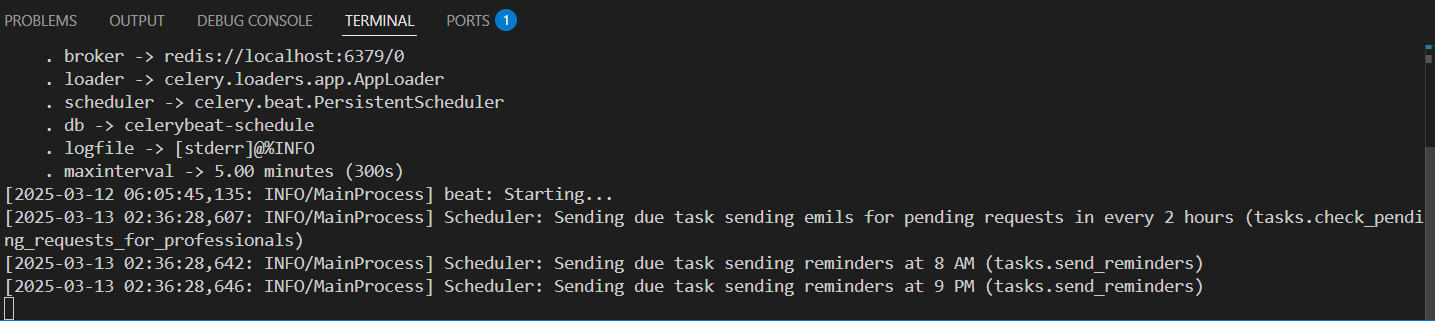 PROBLEMS OUTPUT DEBUG CONSOLE TERMINAL PORTS 1
. broker -> redis://localhost:6379/0
. loader -> celery.loaders.app.AppLoader
. scheduler -> celery.beat.PersistentScheduler
. db -> celerybeat-schedule
. logfile -> [stderr]@%INFO
. maxinterval -> 5.00 minutes (300s)
[2025-03-12 06:05:45,135: INFO/MainProcess] beat: Starting...
[2025-03-13 02:36:28,607: INFO/MainProcess] Scheduler: Sending due task sending emils for pending requests in every 2 hours (tasks.check_pendi
ng_requests_for_professionals)
[2025-03-13 02:36:28,642: INFO/MainProcess] Scheduler: Sending due task sending reminders at 8 AM (tasks.send_reminders)
[2025-03-13 02:36:28,646: INFO/MainProcess] Scheduler: Sending due task sending reminders at 9 PM (tasks.send_reminders)